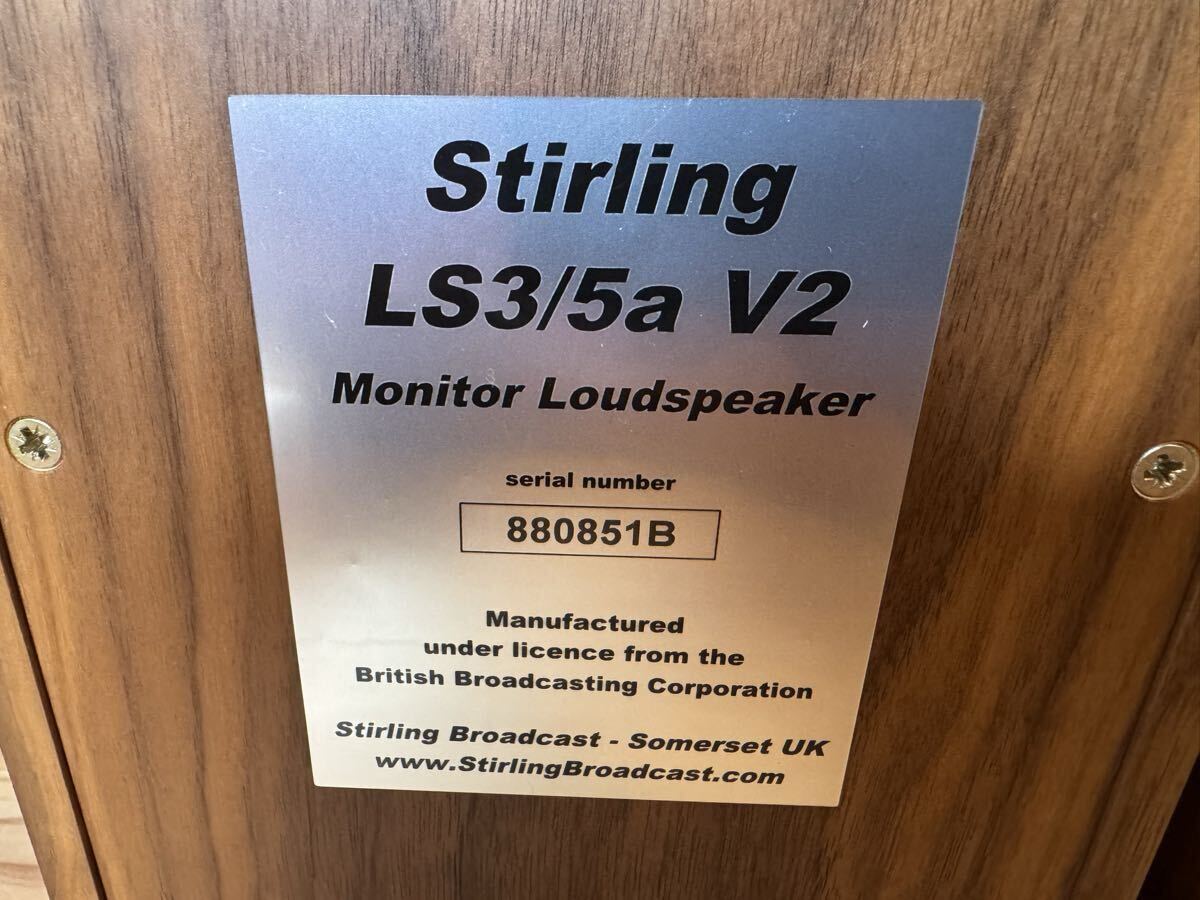 Stirling
LS3/5a V2
Monitor Loudspeaker
serial number
880851B
Manufactured
under licence from the
British Broadcasting Corporation
Stirling Broadcast - Somerset UK
www.StirlingBroadcast.com